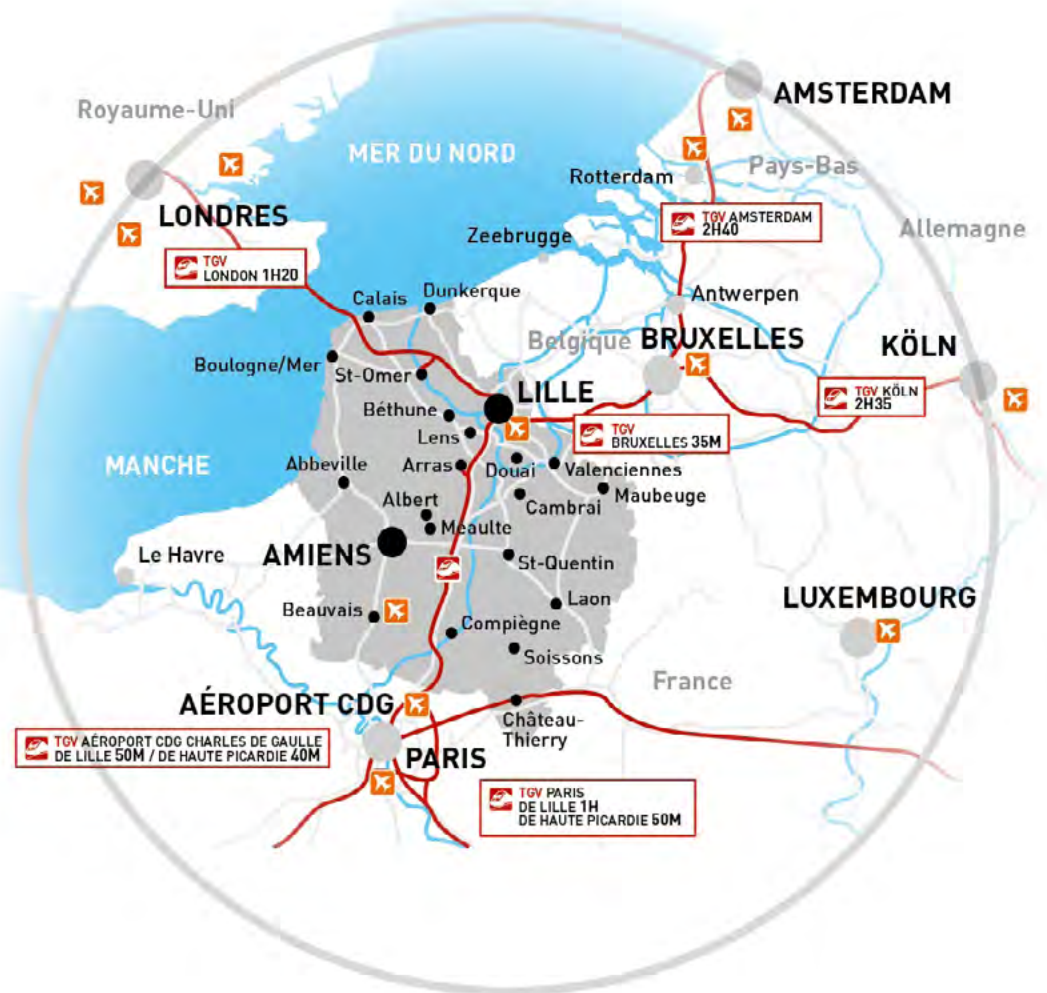 AMSTERDAM
Royaume-Uni
MER DU NORD
Pays-Bas
Rotterdam
LONDRES
TGV AMSTERDAM
2H40
Allemagne
Zeebrugge
TGV
LONDON 1H20
Calais
Dunkerque
Antwerpen
Belgique
BRUXELLES
KÖLN
Boulogne/Mer
St-Omer
LILLE
TGV KÖLN
2H35
Béthune
TGV
BRUXELLES 35M
Lens
MANCHE
Abbeville
Arras
Douai
Valenciennes
Maubeuge
Albert
Cambrai
Meaulte
AMIENS
Le Havre
St-Quentin
Beauvais
Laon
LUXEMBOURG
Compiègne
Soissons
France
AÉROPORT CDG
Château-
Thierry
TGV AÉROPORT CDG CHARLES DE GAULLE
DE LILLE 50M / DE HAUTE PICARDIE 40M
PARIS
TGV PARIS
DE LILLE 1H
DE HAUTE PICARDIE 50M